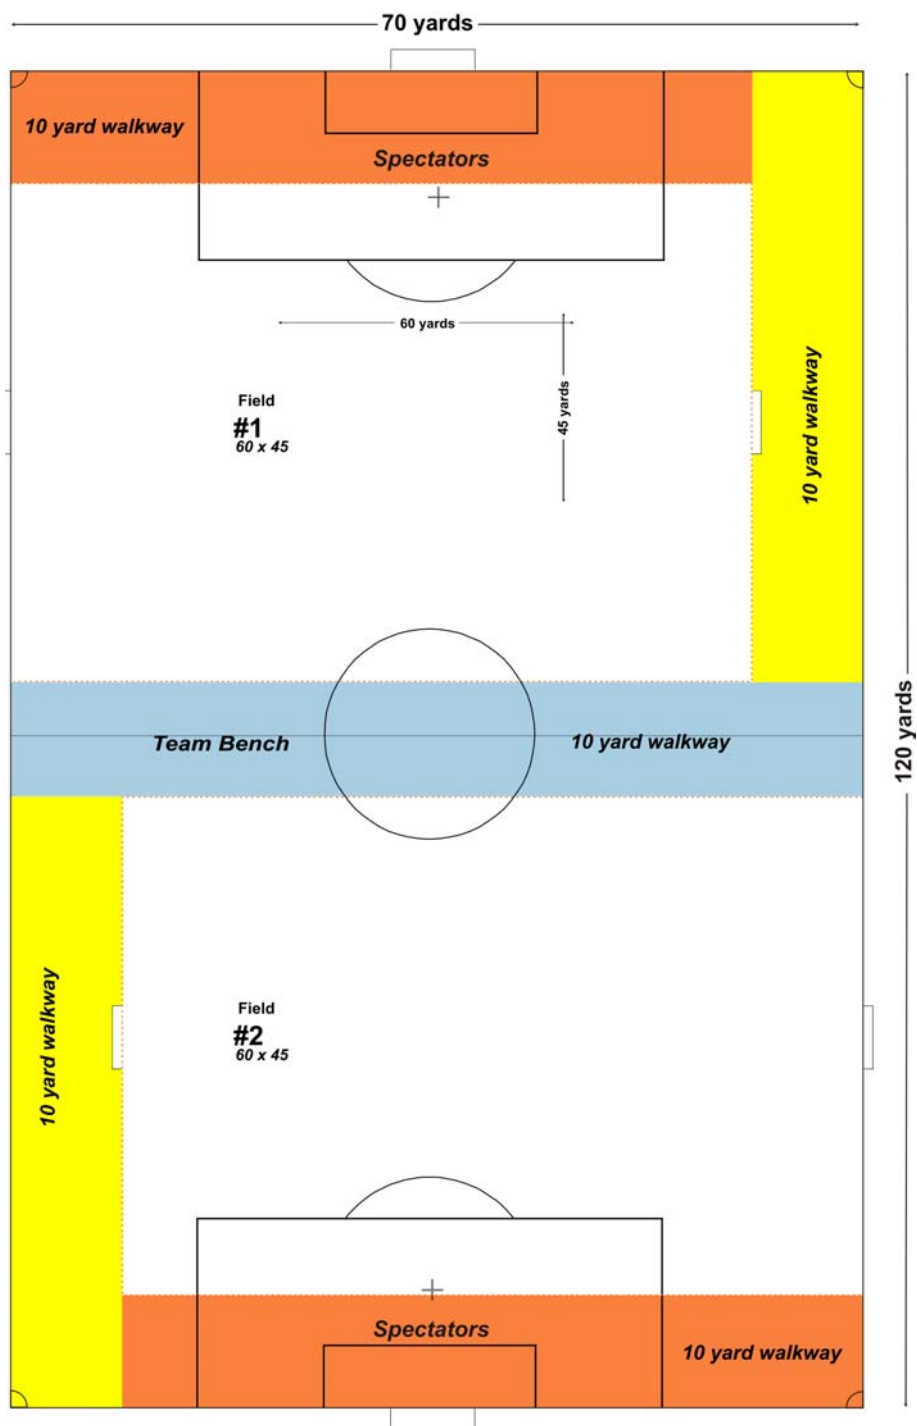 70 yards
10 yard walkway
Spectators
60 yards
45 yards
10 yard walkway
Field
#1
60 x 45
120 yards
Team Bench
10 yard walkway
10 yard walkway
Field
#2
60 x 45
Spectators
10 yard walkway